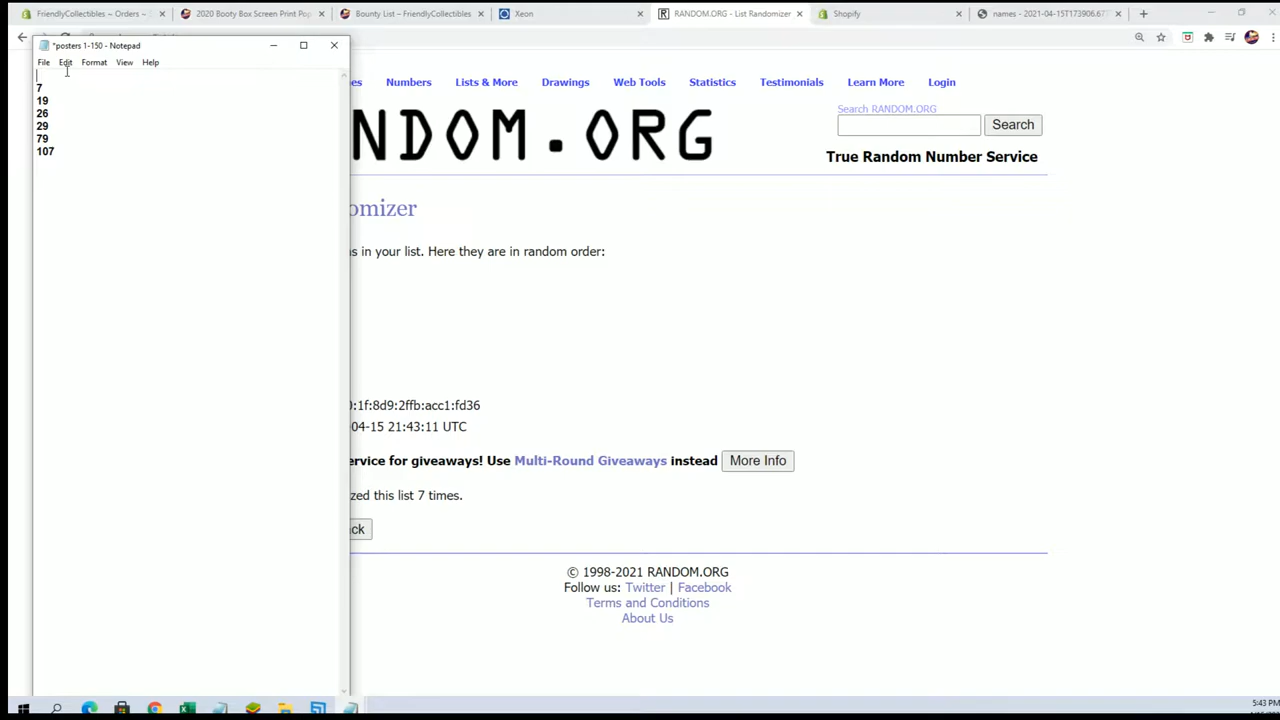 FriendlyCollectibles ~ Orders ~
2020 Booty Box Screen Print Pop
Bounty List – FriendlyCollectibles
Xeon
RANDOM.ORG - List Randomizer
Shopify
names - 2021-04-15T173906.677
*posters 1-150 - Notepad
File Edit Format View Help
7
19
26
29
79
107
es Numbers Lists & More Drawings Web Tools Statistics Testimonials Learn More Login
Search RANDOM.ORG
NDOM.ORG
Search
True Random Number Service
omizer
s in your list. Here they are in random order:
0:1f:8d9:2ffb:acc1:fd36
04-15 21:43:11 UTC
ervice for giveaways! Use Multi-Round Giveaways instead More Info
zed this list 7 times.
ck
© 1998-2021 RANDOM.ORG
Follow us: Twitter | Facebook
Terms and Conditions
About Us
5:43 PM